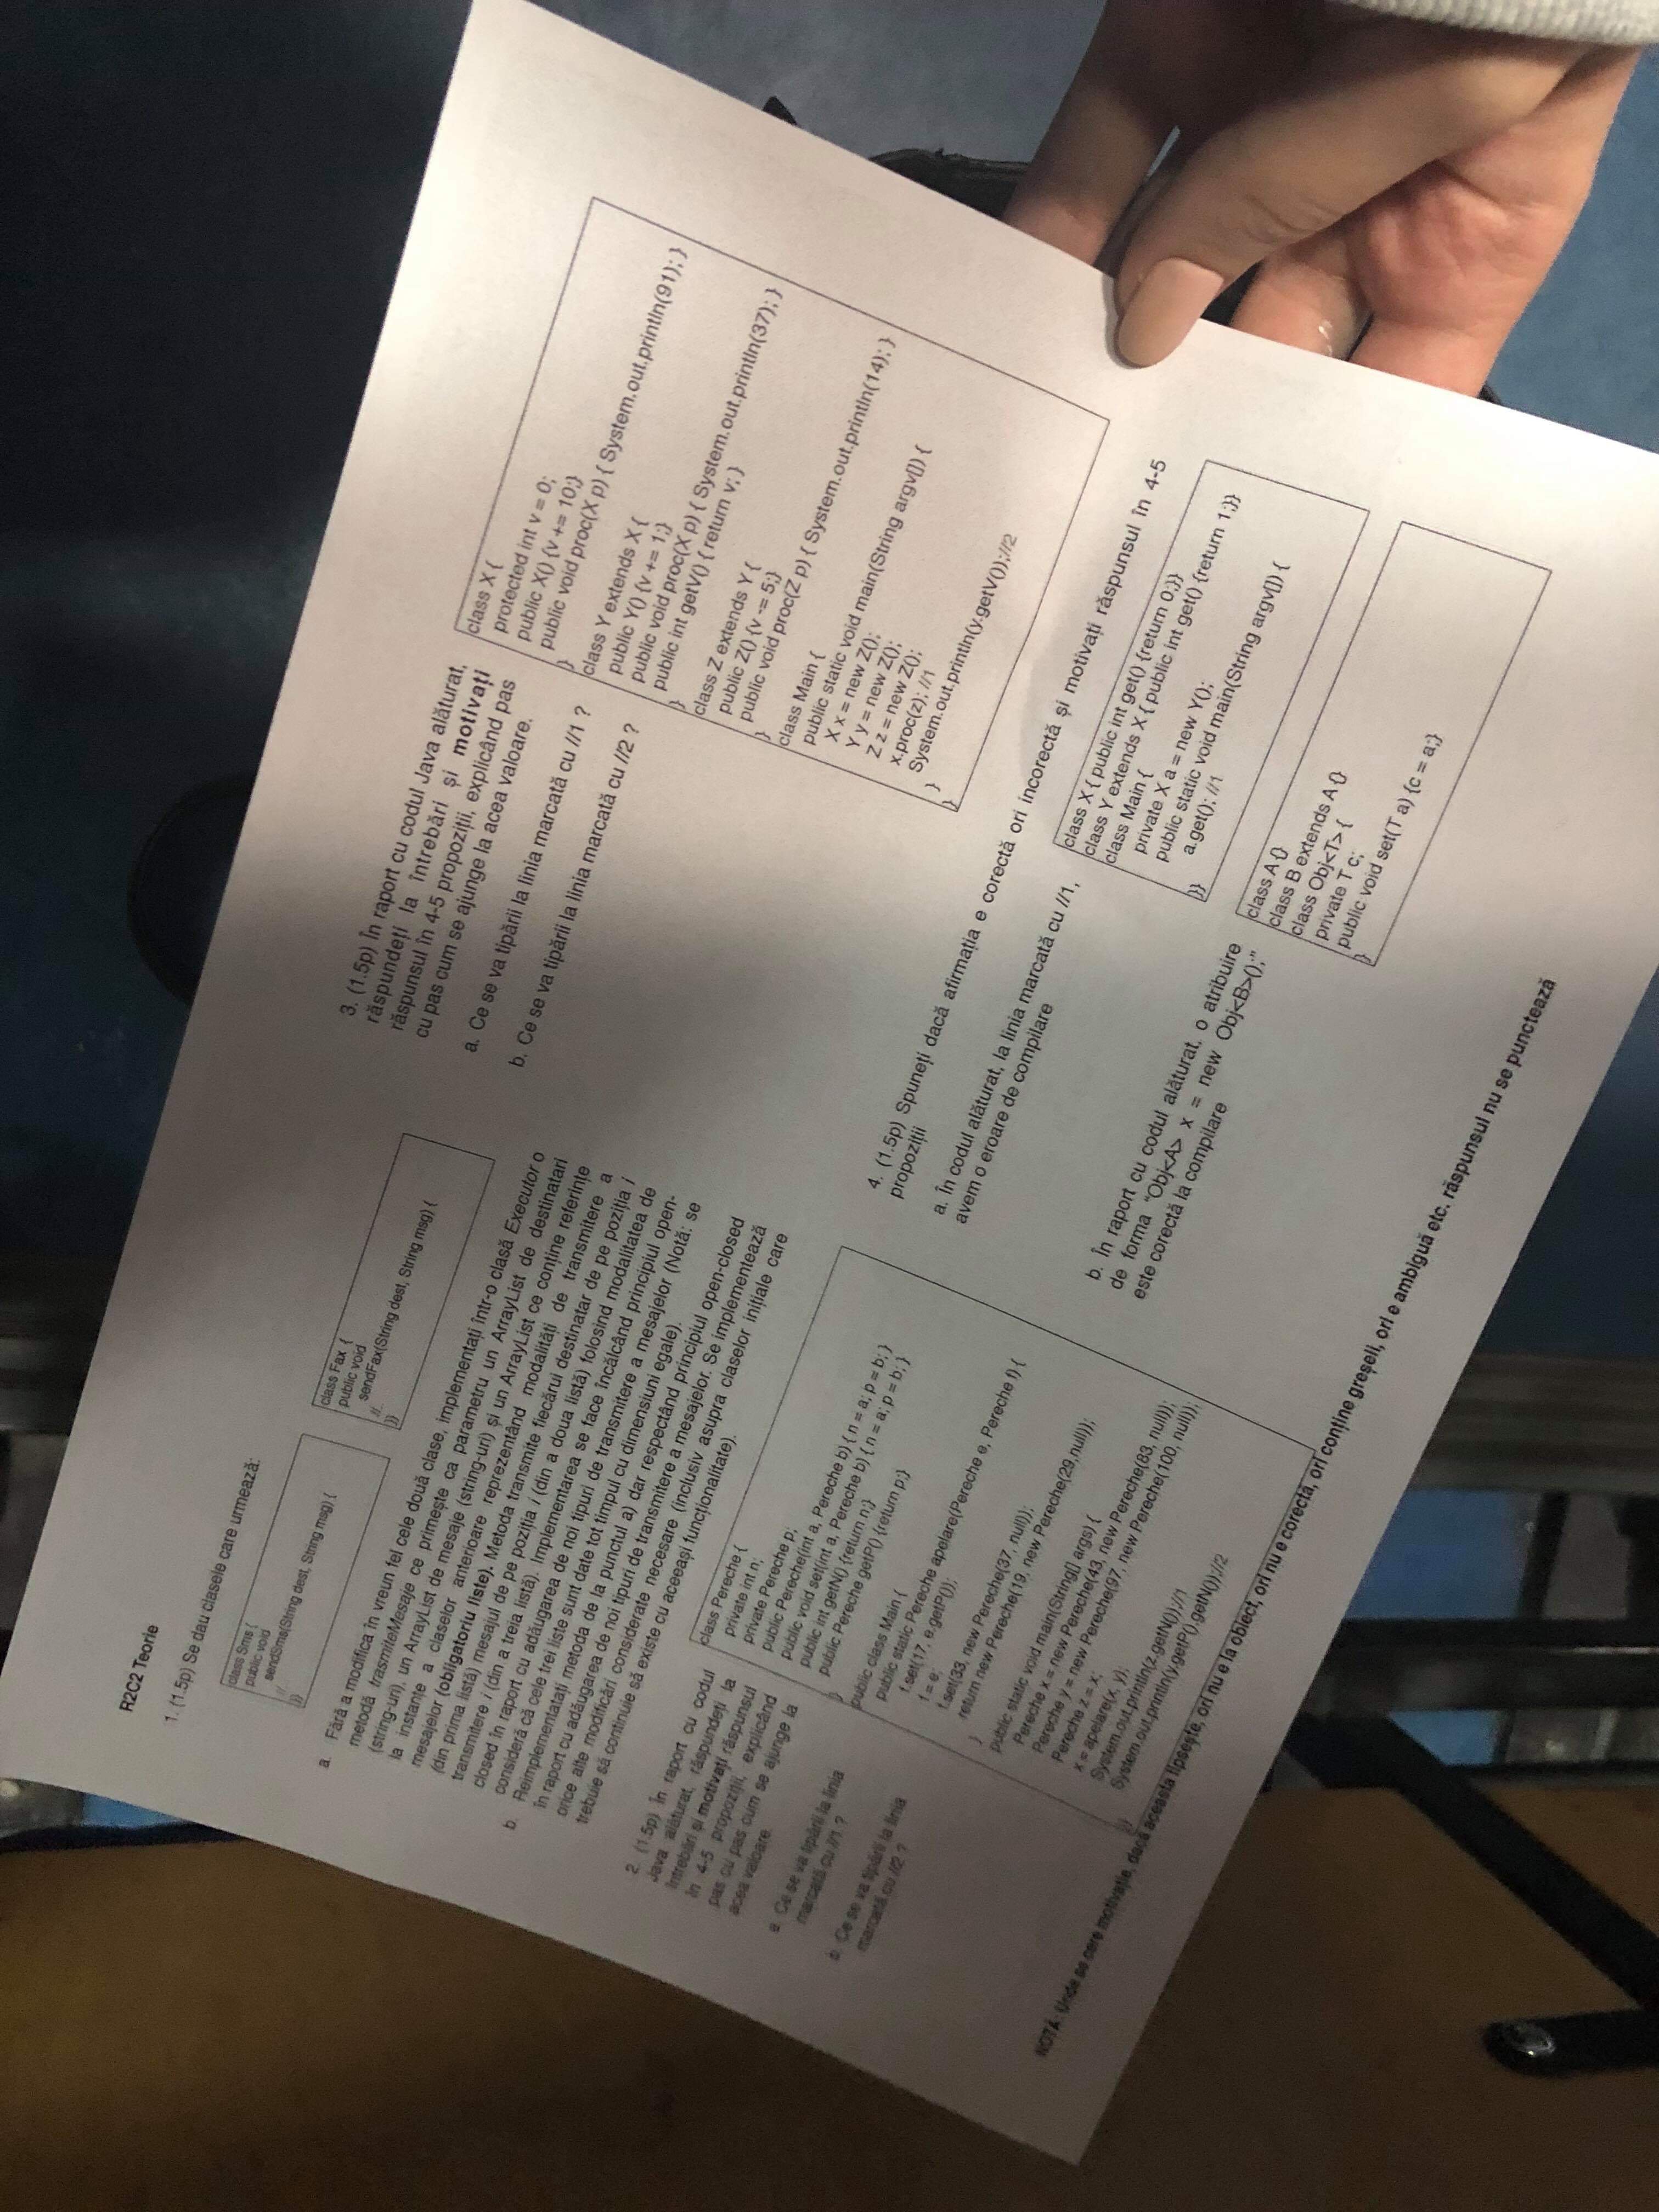 R2C2 Teorie
1. (1.5p) Se dau clasele care urmează:
class Sms {
public void
sendSms(String dest, String msg) {
//..
}}
class Fax {
public void
sendFax(String dest, String msg) {
//..
}}
a. Fără a modifica în vreun fel cele două clase, implementați într-o clasă Executor o
metodă trasmiteMesaje ce primește ca parametru un ArrayList de destinatari
(string-uri), un ArrayList de mesaje (string-uri) și un ArrayList ce conține referințe
la instanțe a claselor anterioare reprezentând modalități de transmitere a
mesajelor (obligatoriu liste). Metoda transmite fiecărui destinatar de pe poziția i
(din prima listă) mesajul de pe poziția i (din a doua listă) folosind modalitatea de
transmitere i (din a treia listă). Implementarea se face încălcând principiul open-
closed în raport cu adăugarea de noi tipuri de transmitere a mesajelor (Notă: se
consideră că cele trei liste sunt date tot timpul cu dimensiuni egale).
b. Reimplementatați metoda de la punctul a) dar respectând principiul open-closed
în raport cu adăugarea de noi tipuri de transmitere a mesajelor. Se implementează
orice alte modificări considerate necesare (inclusiv asupra claselor inițiale care
trebuie să continuie să existe cu aceeași funcționalitate).
2. (1.5p) În raport cu codul
Java alăturat, răspundeți la
întrebări și motivați răspunsul
în 4-5 propoziții, explicând
pas cu pas cum se ajunge la
acea valoare.
a. Ce se va tipării la linia
marcată cu //1 ?
b. Ce se va tipării la linia
marcată cu //2 ?
class Pereche {
private int n;
private Pereche p;
public Pereche(int a, Pereche b) { n = a; p = b; }
public void set(int a, Pereche b) { n = a; p = b; }
public int getN() {return n;}
public Pereche getP() {return p;}
}
public class Main {
public static Pereche apelare(Pereche e, Pereche f) {
f.set(17, e.getP());
f = e;
f.set(33, new Pereche(37, null));
return new Pereche(19, new Pereche(29,null));
}
public static void main(String[] args) {
Pereche x = new Pereche(43, new Pereche(83, null));
Pereche y = new Pereche(97, new Pereche(100, null));
Pereche z = x;
x = apelare(x, y);
System.out.println(z.getN());//1
System.out.println(y.getP().getN());//2
}}
3. (1.5p) În raport cu codul Java alăturat,
răspundeți la întrebări și motivați
răspunsul în 4-5 propoziții, explicând pas
cu pas cum se ajunge la acea valoare.
a. Ce se va tipării la linia marcată cu //1 ?
b. Ce se va tipării la linia marcată cu //2 ?
class X {
protected int v = 0;
public X() {v += 10;}
public void proc(X p) { System.out.println(91); }
}
class Y extends X {
public Y() {v += 1;}
public void proc(X p) { System.out.println(37); }
public int getV() { return v; }
}
class Z extends Y {
public Z() {v -= 5;}
public void proc(Z p) { System.out.println(14); }
}
class Main {
public static void main(String argv[]) {
X x = new Z();
Y y = new Z();
Z z = new Z();
x.proc(z); //1
System.out.println(y.getV());//2
}
}
4. (1.5p) Spuneți dacă afirmația e corectă ori incorectă și motivați răspunsul în 4-5
propoziții
a. În codul alăturat, la linia marcată cu //1,
avem o eroare de compilare
class X { public int get() {return 0;}}
class Y extends X { public int get() {return 1;}}
class Main {
private X a = new Y();
public static void main(String argv[]) {
a.get(); //1
}}
b. În raport cu codul alăturat, o atribuire
de forma "Obj<A> x = new Obj<B>();"
este corectă la compilare
class A {}
class B extends A {}
class Obj<T> {
private T c;
public void set(T a) {c = a;}
}
NOTĂ: Unde se cere motivație, dacă aceasta lipsește, ori nu e la obiect, ori nu e corectă, ori conține greșeli, ori e ambiguă etc. răspunsul nu se punctează